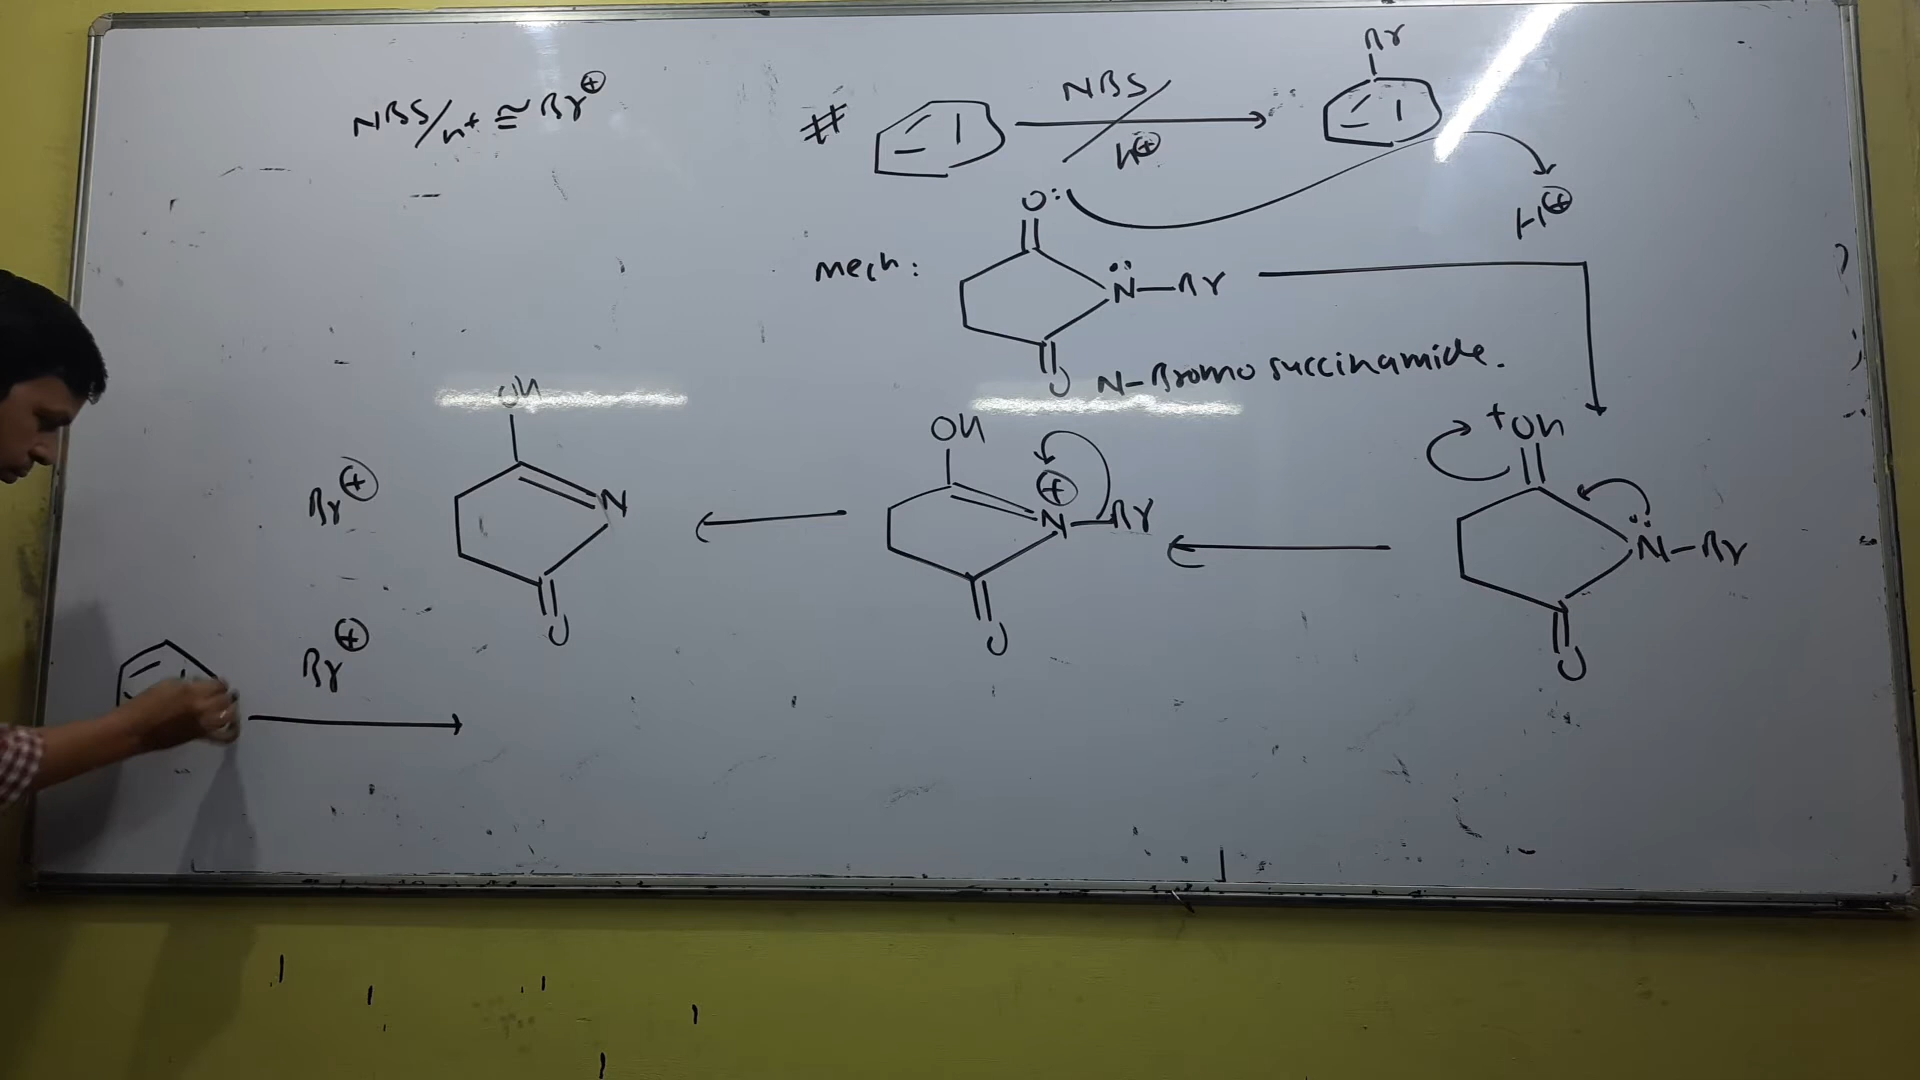 NBS/H+ ≅ Br⊕
# NBS/H⊕
Br
H⊕
mech:
O:
N̈—Br
O
N-Bromo succinamide.
+OH
N̈—Br
O
OH
⊕
N—Br
O
OH
N
O
Br⊕
Br⊕